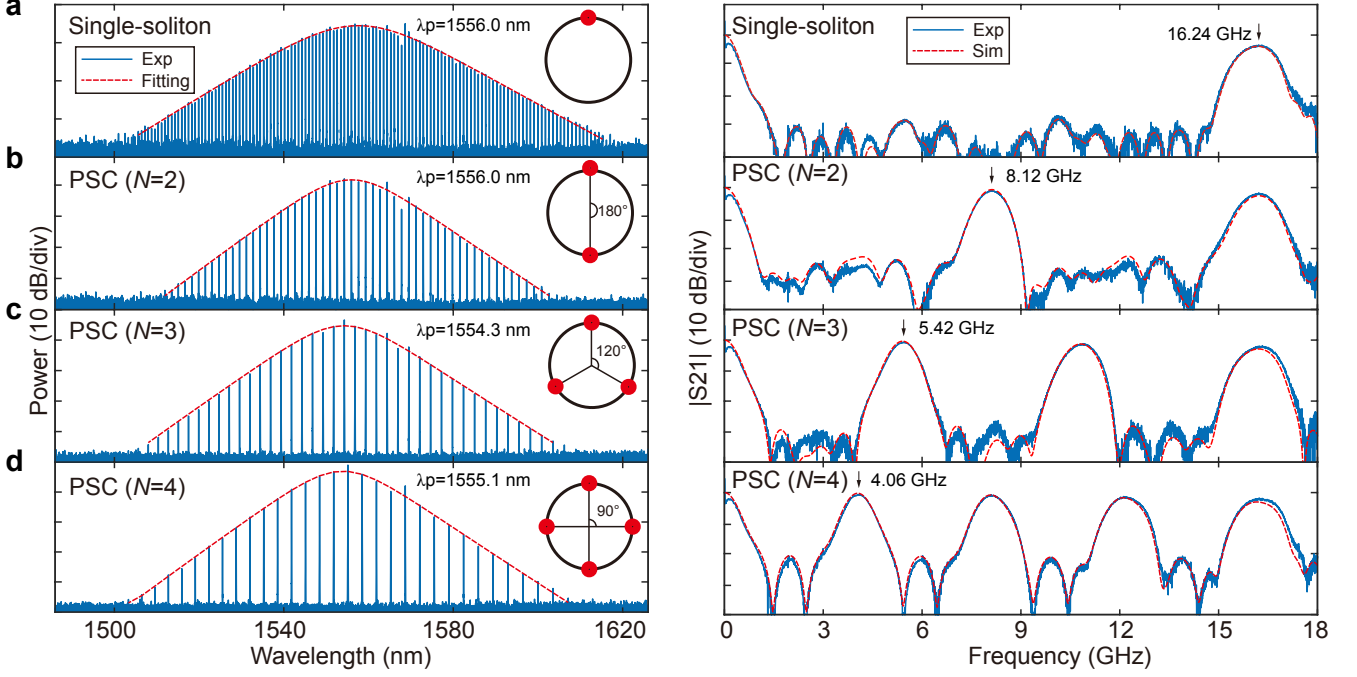 a
Single-soliton
Exp
Fitting
λp=1556.0 nm
b
PSC (N=2)
λp=1556.0 nm
180°
c
PSC (N=3)
λp=1554.3 nm
120°
d
PSC (N=4)
λp=1555.1 nm
90°
Power (10 dB/div)
1500
1540
1580
1620
Wavelength (nm)
Single-soliton
Exp
Sim
16.24 GHz
PSC (N=2)
8.12 GHz
PSC (N=3)
5.42 GHz
PSC (N=4)
4.06 GHz
|S21| (10 dB/div)
0
3
6
9
12
15
18
Frequency (GHz)